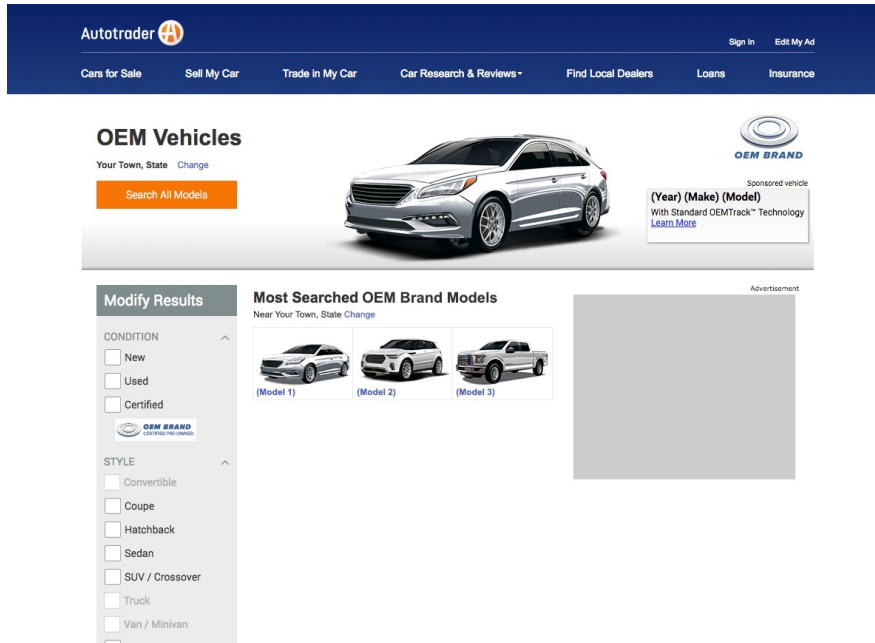 Autotrader
Sign In Edit My Ad
Cars for Sale Sell My Car Trade in My Car Car Research & Reviews Find Local Dealers Loans Insurance
OEM Vehicles
Your Town, State Change
Search All Models
OEM BRAND
Sponsored vehicle
(Year) (Make) (Model)
With Standard OEMTrack™ Technology
Learn More
Modify Results
CONDITION
New
Used
Certified
OEM BRAND
CERTIFIED PRE-OWNED
STYLE
Convertible
Coupe
Hatchback
Sedan
SUV / Crossover
Truck
Van / Minivan
Most Searched OEM Brand Models
Near Your Town, State Change
(Model 1) (Model 2) (Model 3)
Advertisement